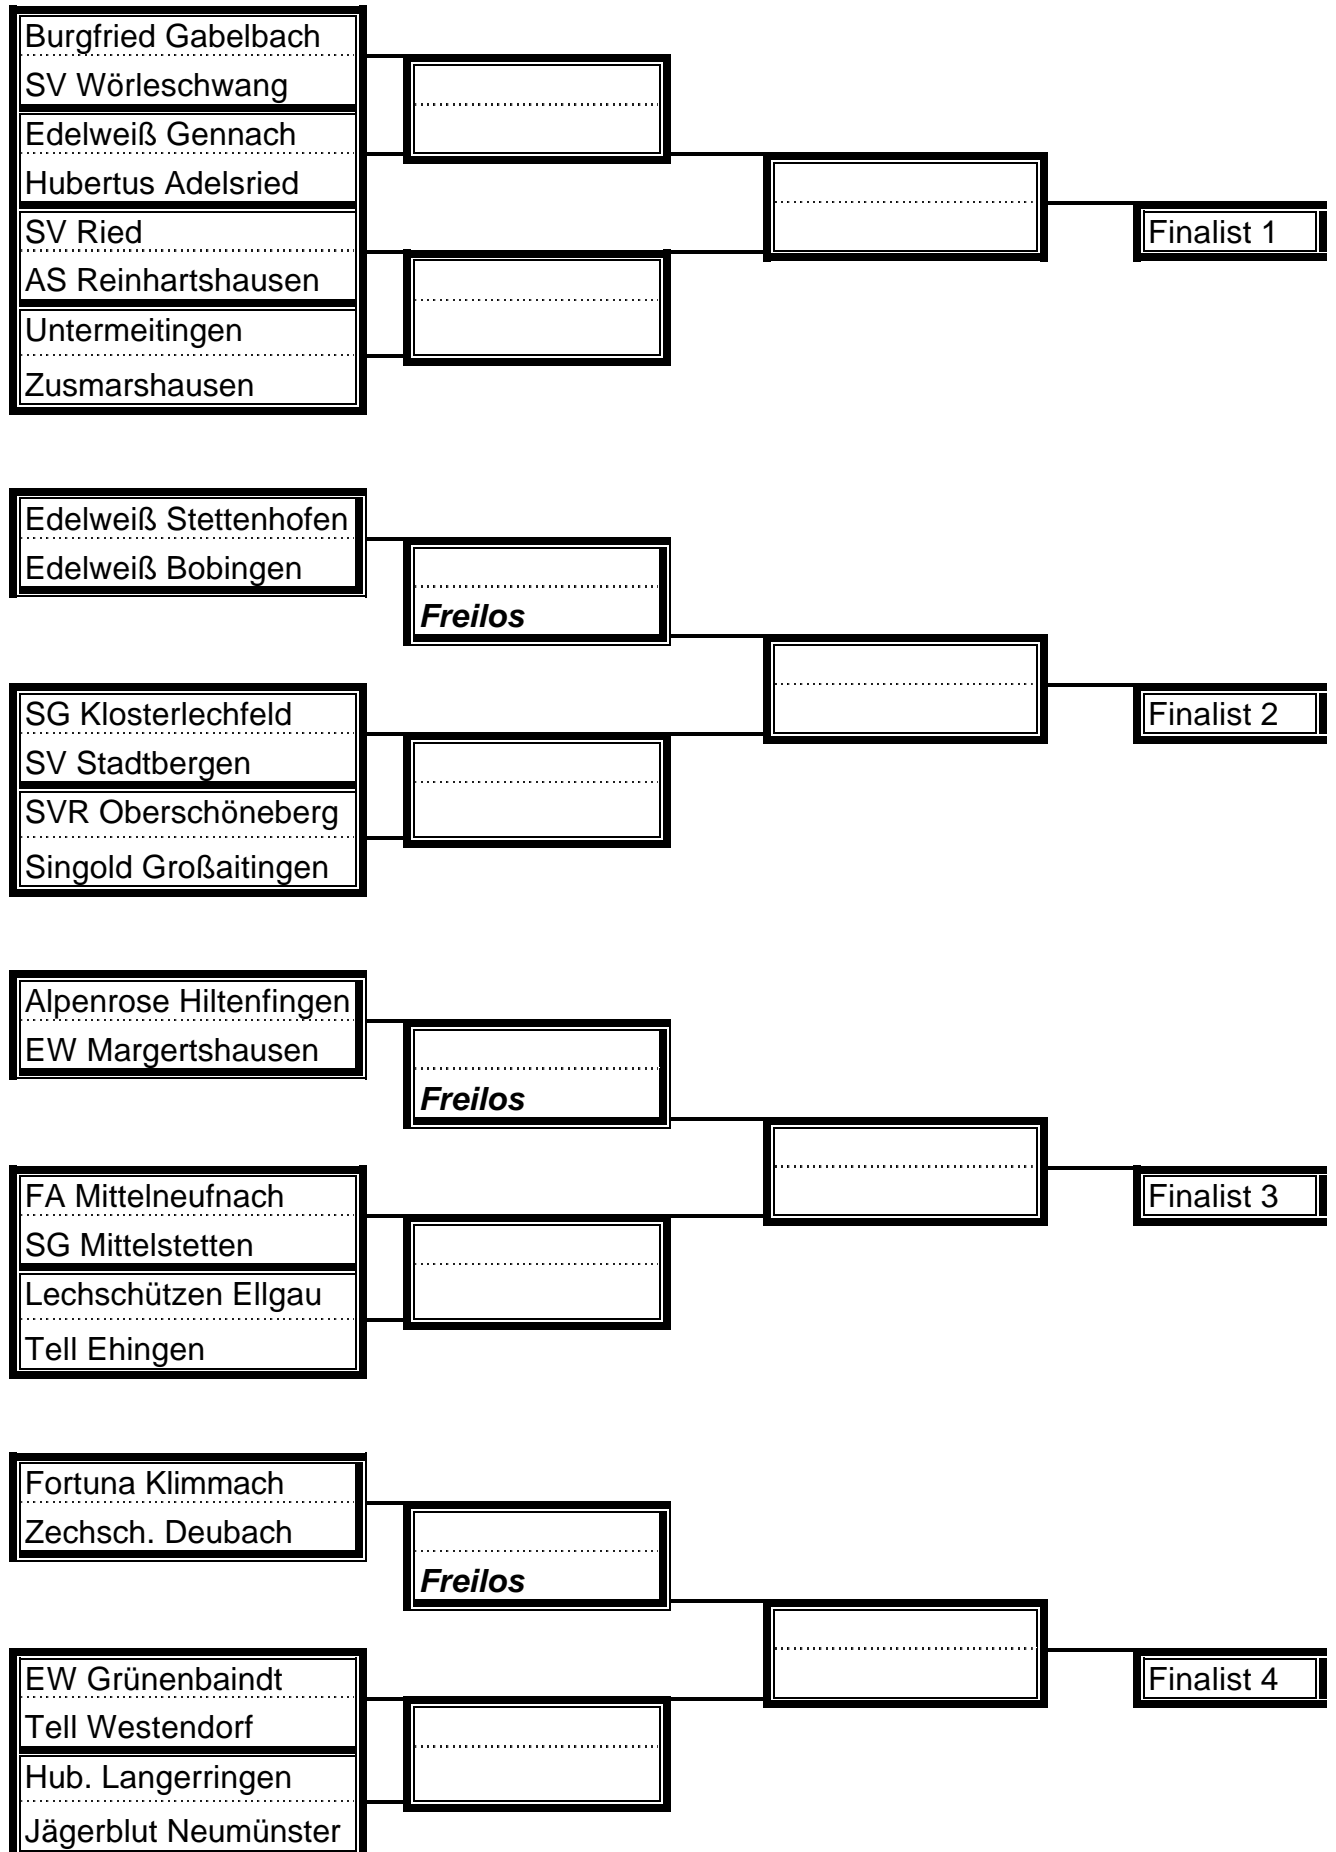 Burgfried Gabelbach
SV Wörleschwang
Edelweiß Gennach
Hubertus Adelsried
SV Ried
Finalist 1
AS Reinhartshausen
Untermeitingen
Zusmarshausen
Edelweiß Stettenhofen
Edelweiß Bobingen
Freilos
SG Klosterlechfeld
Finalist 2
SV Stadtbergen
SVR Oberschöneberg
Singold Großaitingen
Alpenrose Hiltenfingen
EW Margertshausen
Freilos
FA Mittelneufnach
Finalist 3
SG Mittelstetten
Lechschützen Ellgau
Tell Ehingen
Fortuna Klimmach
Zechsch. Deubach
Freilos
EW Grünenbaindt
Finalist 4
Tell Westendorf
Hub. Langerringen
Jägerblut Neumünster